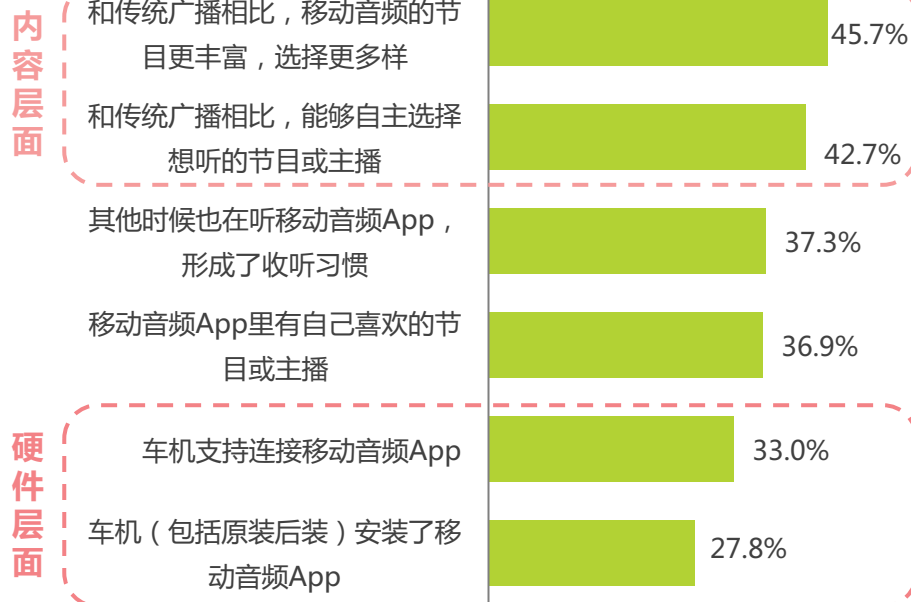 内容层面
和传统广播相比，移动音频的节
目更丰富，选择更多样
45.7%
和传统广播相比，能够自主选择
想听的节目或主播
42.7%
其他时候也在听移动音频App，
形成了收听习惯
37.3%
移动音频App里有自己喜欢的节
目或主播
36.9%
硬件层面
车机支持连接移动音频App
33.0%
车机（包括原装后装）安装了移
动音频App
27.8%